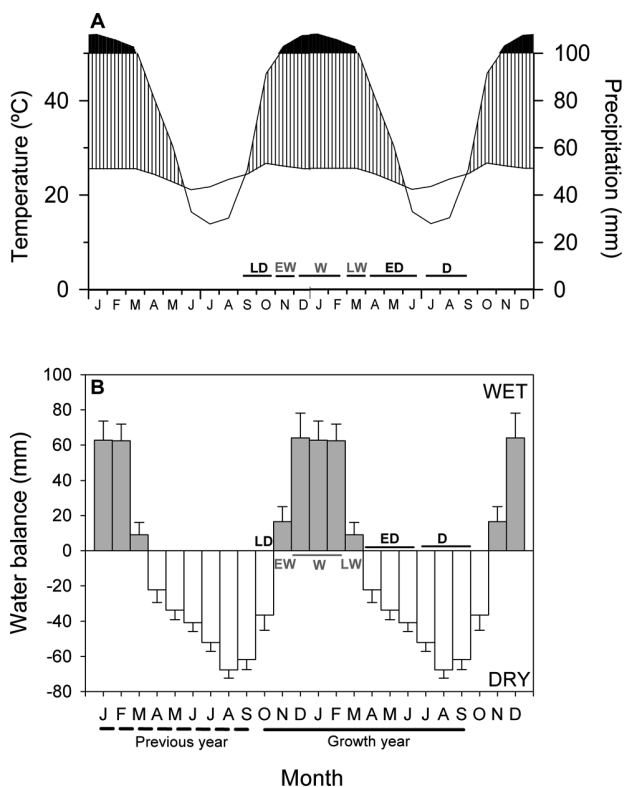 A
Temperature (ºC)
Precipitation (mm)
40
20
0
100
80
60
40
20
0
LD EW W LW ED D
J F M A M J J A S O N D J F M A M J J A S O N D
B
WET
Water balance (mm)
100
80
60
40
20
0
-20
-40
-60
-80
LD ED D
EW W LW
DRY
J F M A M J J A S O N D J F M A M J J A S O N D
Previous year Growth year
Month